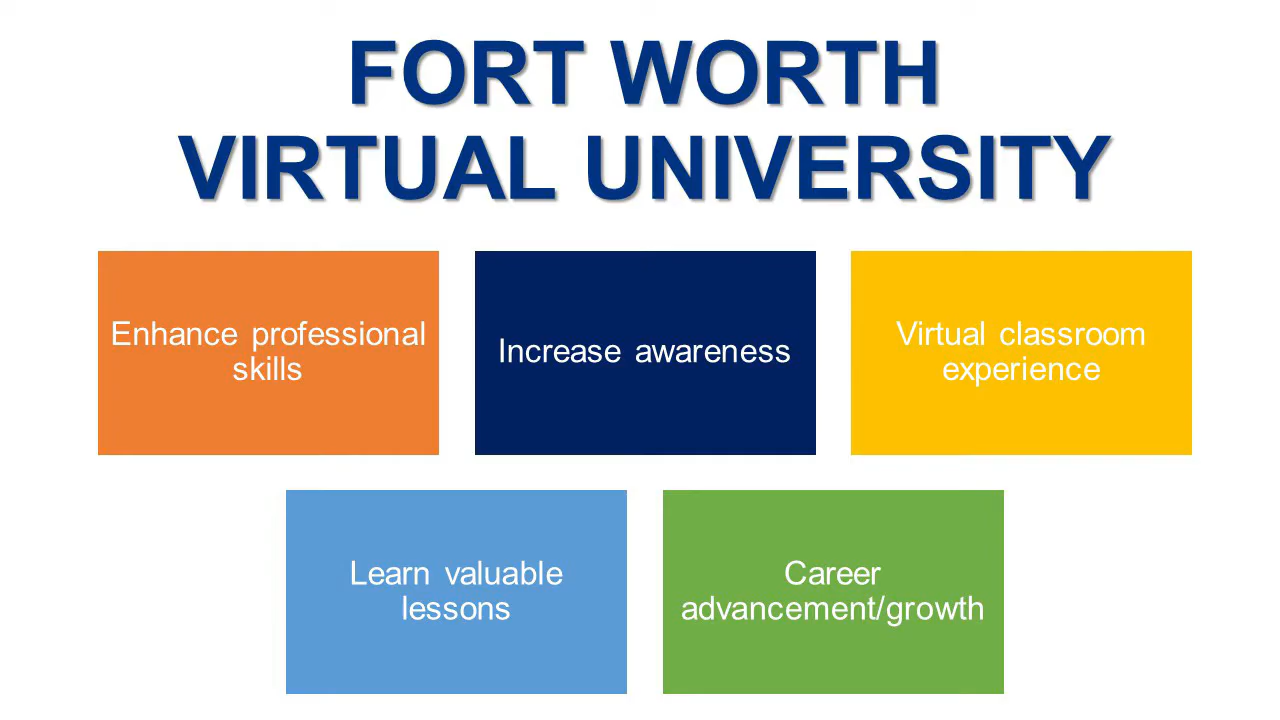 FORT WORTH
VIRTUAL UNIVERSITY
Enhance professional
skills
Increase awareness
Virtual classroom
experience
Learn valuable
lessons
Career
advancement/growth